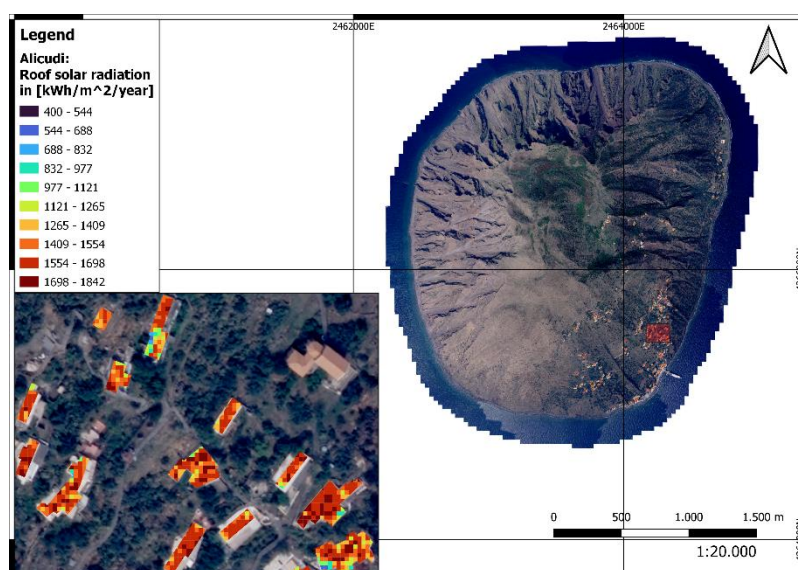 Legend
Alicudi:
Roof solar radiation
in [kWh/m^2/year]
400 - 544
544 - 688
688 - 832
832 - 977
977 - 1121
1121 - 1265
1265 - 1409
1409 - 1554
1554 - 1698
1698 - 1842
2462000E
2464000E
0 500 1.000 1.500 m
1:20.000